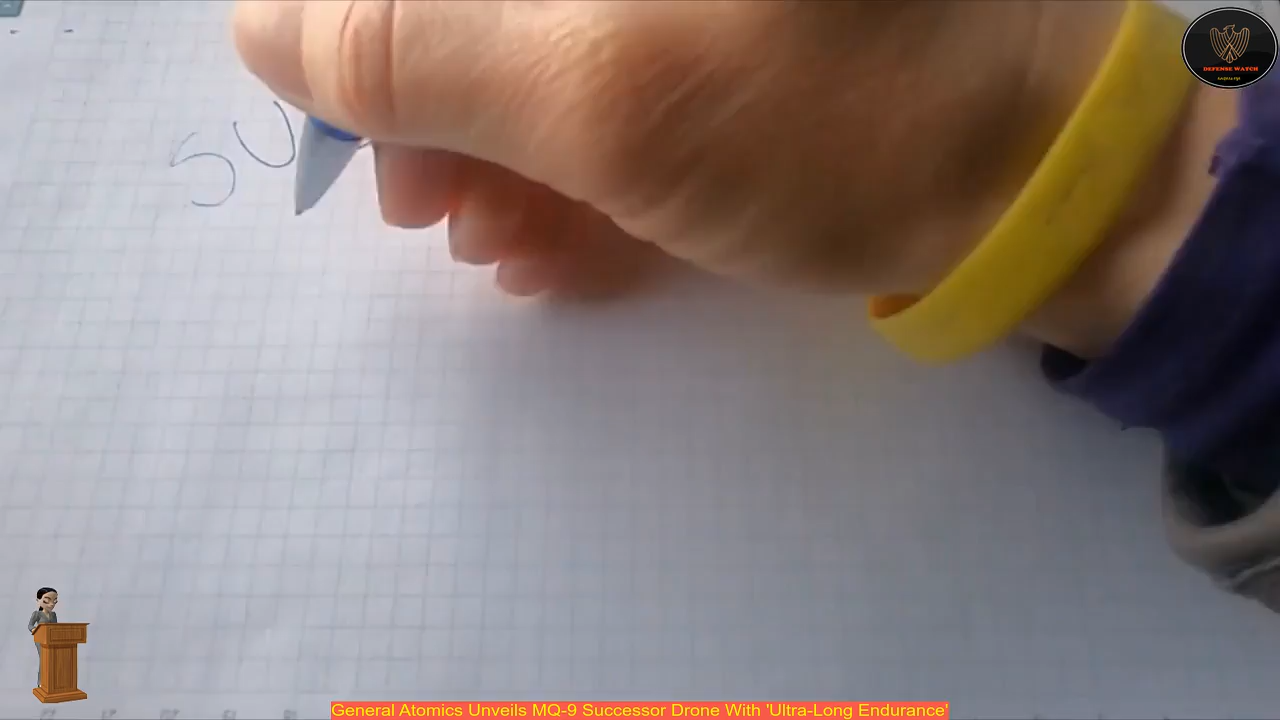 SU
DEFENSE WATCH
General Atomics Unveils MQ-9 Successor Drone With 'Ultra-Long Endurance'